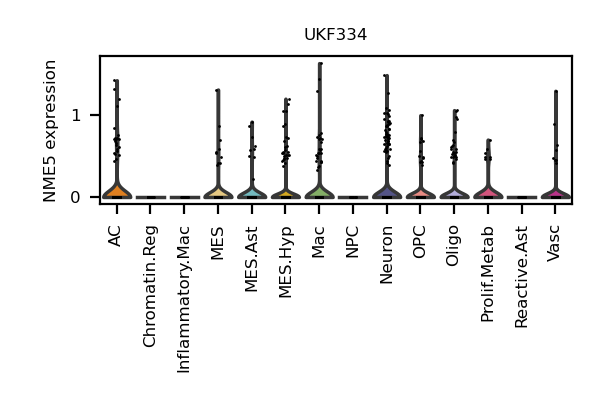 UKF334
NME5 expression
1
0
AC
Chromatin.Reg
Inflammatory.Mac
MES
MES.Ast
MES.Hyp
Mac
NPC
Neuron
OPC
Oligo
Prolif.Metab
Reactive.Ast
Vasc